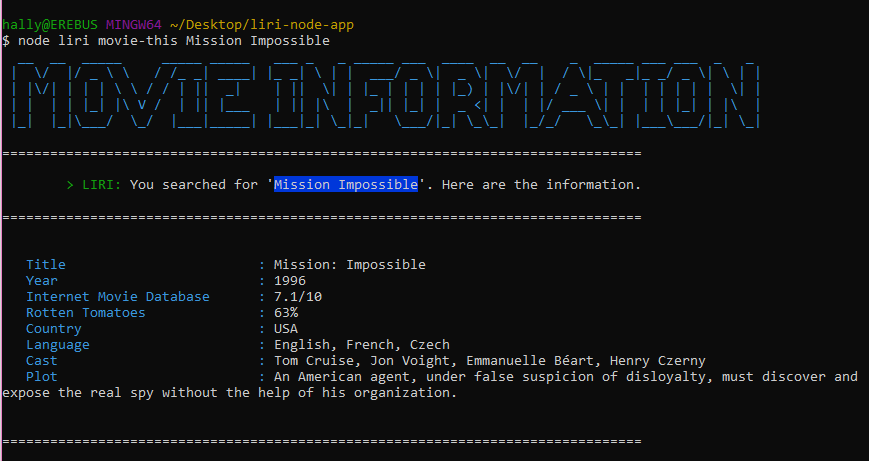 hally@EREBUS MINGW64 ~/Desktop/liri-node-app
$ node liri movie-this Mission Impossible
MOVIE INFORMATION
================================================================================
> LIRI: You searched for 'Mission Impossible'. Here are the information.
================================================================================
Title : Mission: Impossible
Year : 1996
Internet Movie Database : 7.1/10
Rotten Tomatoes : 63%
Country : USA
Language : English, French, Czech
Cast : Tom Cruise, Jon Voight, Emmanuelle Béart, Henry Czerny
Plot : An American agent, under false suspicion of disloyalty, must discover and
expose the real spy without the help of his organization.
================================================================================